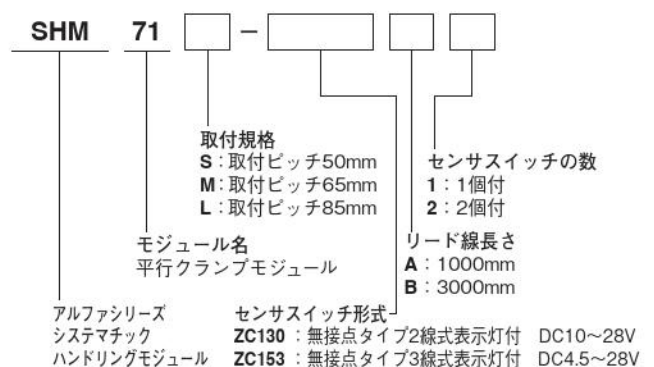 SHM 71 −
取付規格
S：取付ピッチ50mm
M：取付ピッチ65mm
L：取付ピッチ85mm
センサスイッチの数
1：1個付
2：2個付
モジュール名
平行クランプモジュール
リード線長さ
A：1000mm
B：3000mm
アルファシリーズ
システマチック
ハンドリングモジュール
センサスイッチ形式
ZC130：無接点タイプ2線式表示灯付 DC10〜28V
ZC153：無接点タイプ3線式表示灯付 DC4.5〜28V